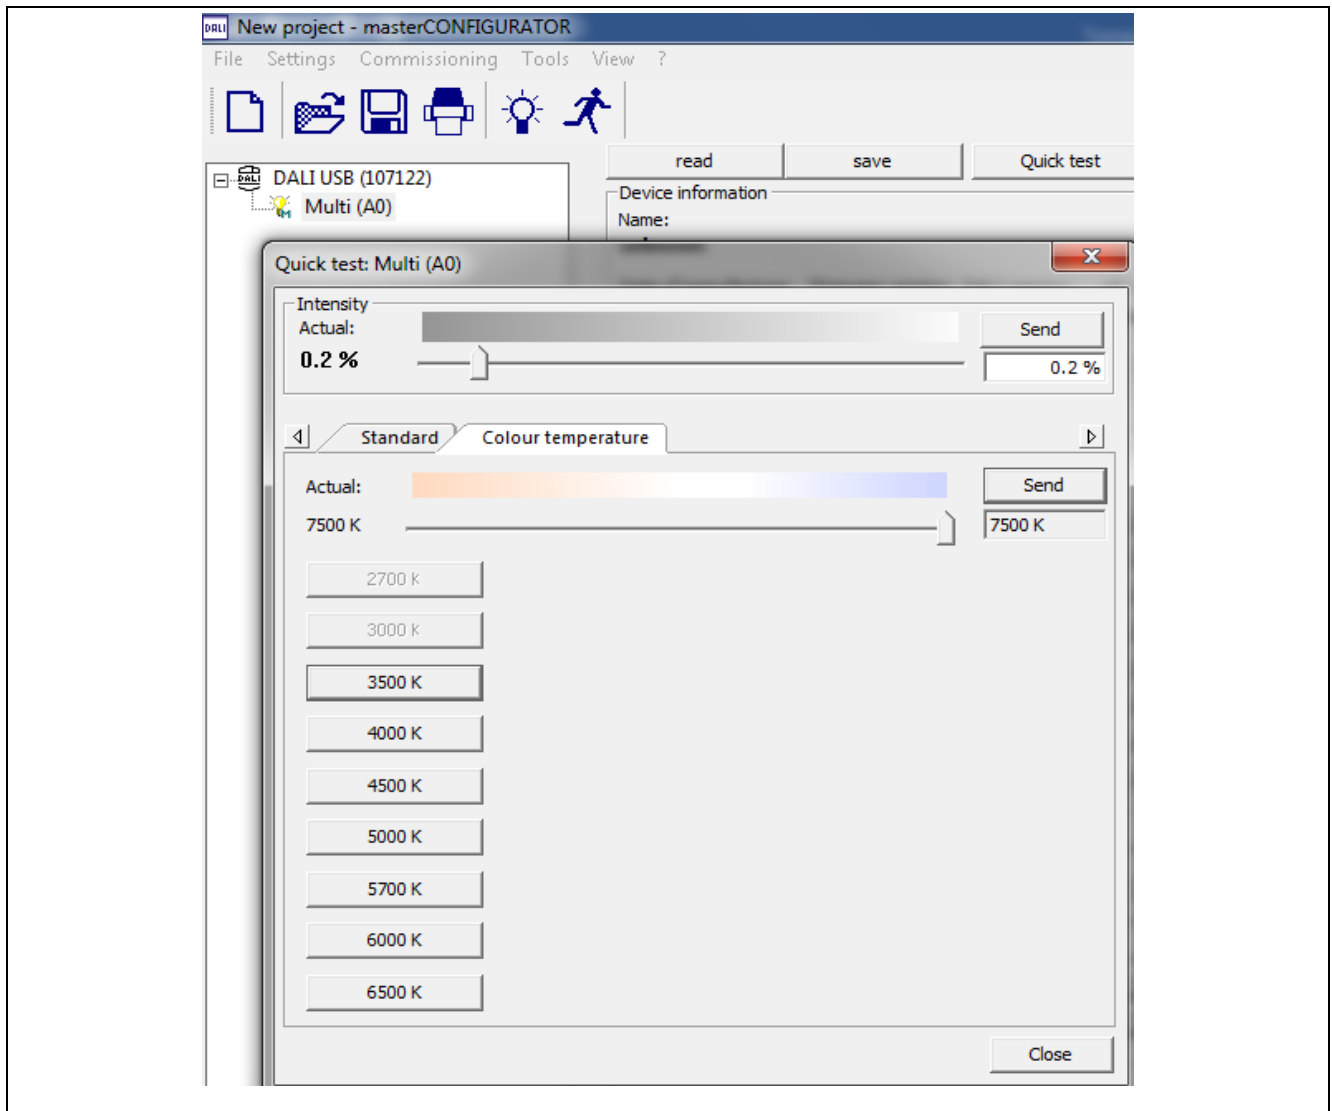 DALI New project - masterCONFIGURATOR
File Settings Commissioning Tools View ?
read save Quick test
DALI DALI USB (107122)
Multi (A0)
Device information
Name:
Quick test: Multi (A0)
Intensity
Actual:
Send
0.2 %
0.2 %
Standard Colour temperature
Actual:
Send
7500 K
7500 K
2700 K
3000 K
3500 K
4000 K
4500 K
5000 K
5700 K
6000 K
6500 K
Close